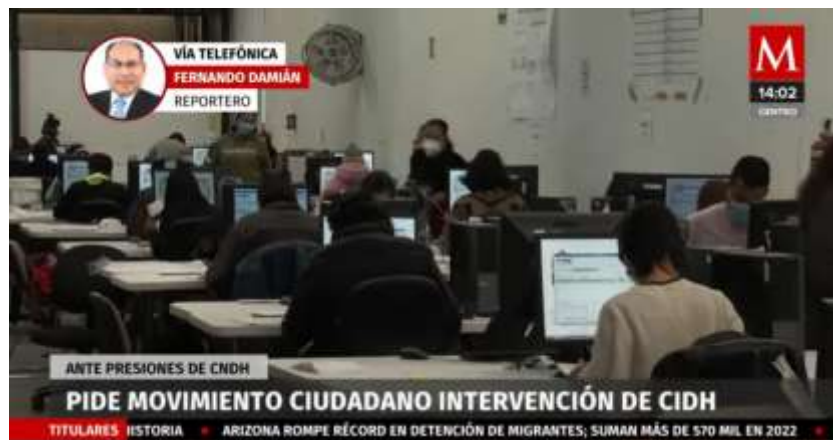 VÍA TELEFÓNICA
FERNANDO DAMIÁN
REPORTERO
M
14:02
CENTRO
ANTE PRESIONES DE CNDH
PIDE MOVIMIENTO CIUDADANO INTERVENCIÓN DE CIDH
TITULARES HISTORIA • ARIZONA ROMPE RÉCORD EN DETENCIÓN DE MIGRANTES; SUMAN MÁS DE 570 MIL EN 2022 •